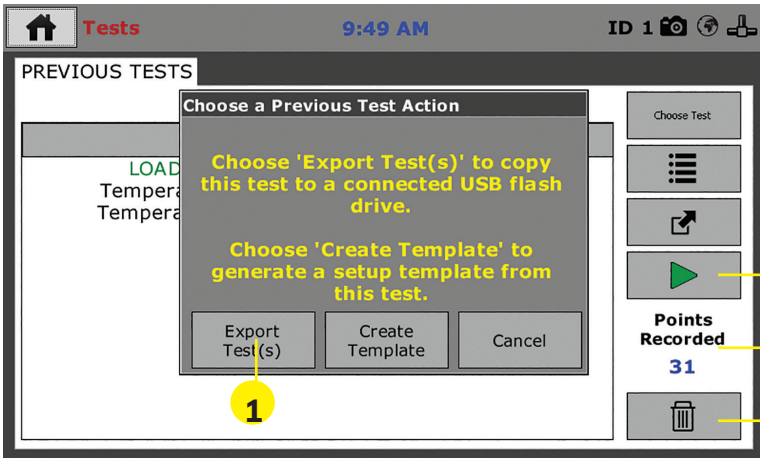 Tests 9:49 AM ID 1
PREVIOUS TESTS
Choose a Previous Test Action
Choose Test
LOAD
Tempera
Tempera
Choose 'Export Test(s)' to copy
this test to a connected USB flash
drive.
Choose 'Create Template' to
generate a setup template from
this test.
Export
Test(s)
Create
Template
Cancel
Points
Recorded
31
1